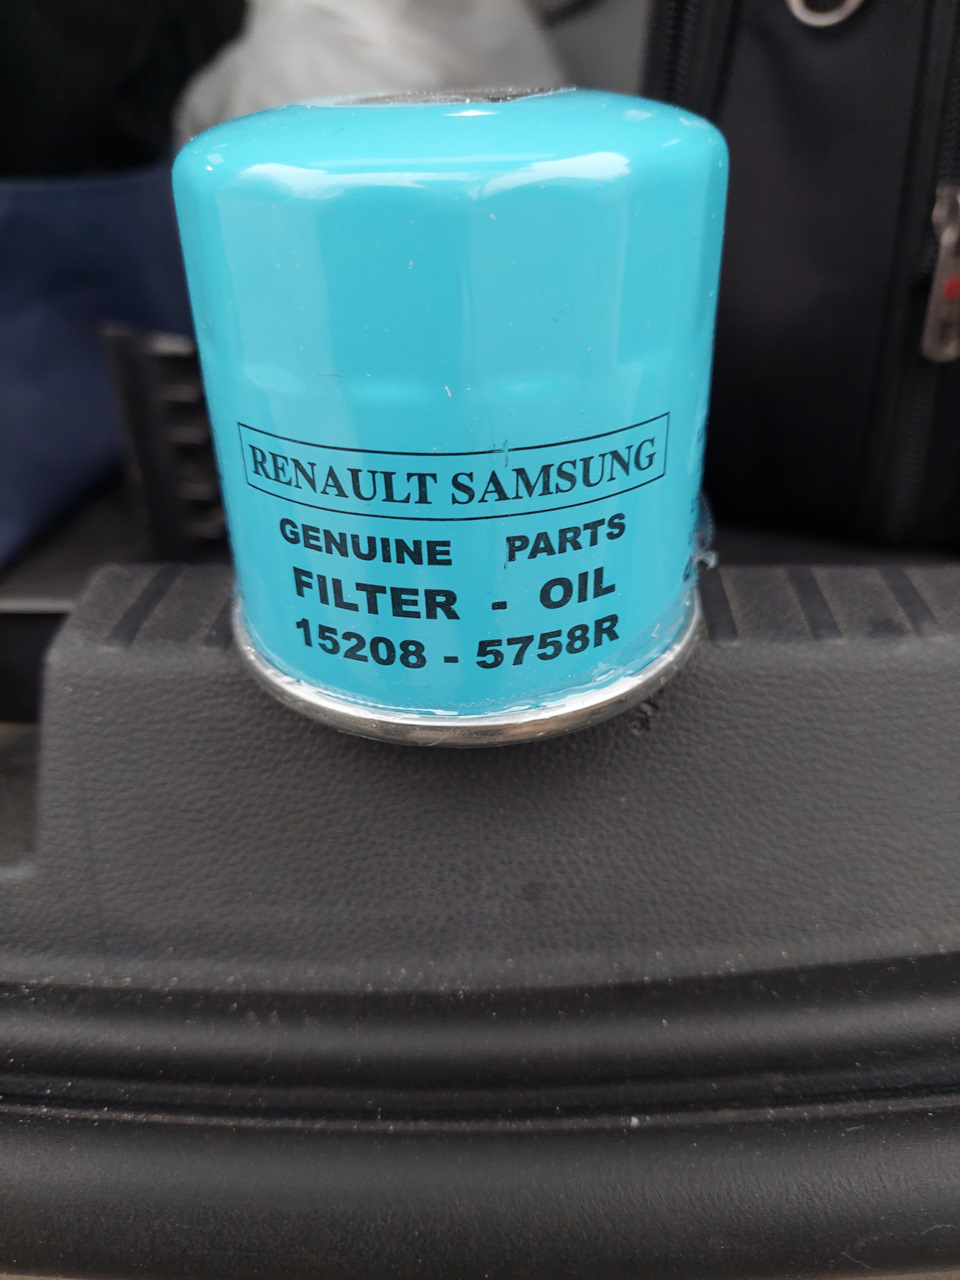 RENAULT SAMSUNG
GENUINE PARTS
FILTER - OIL
15208 - 5758R